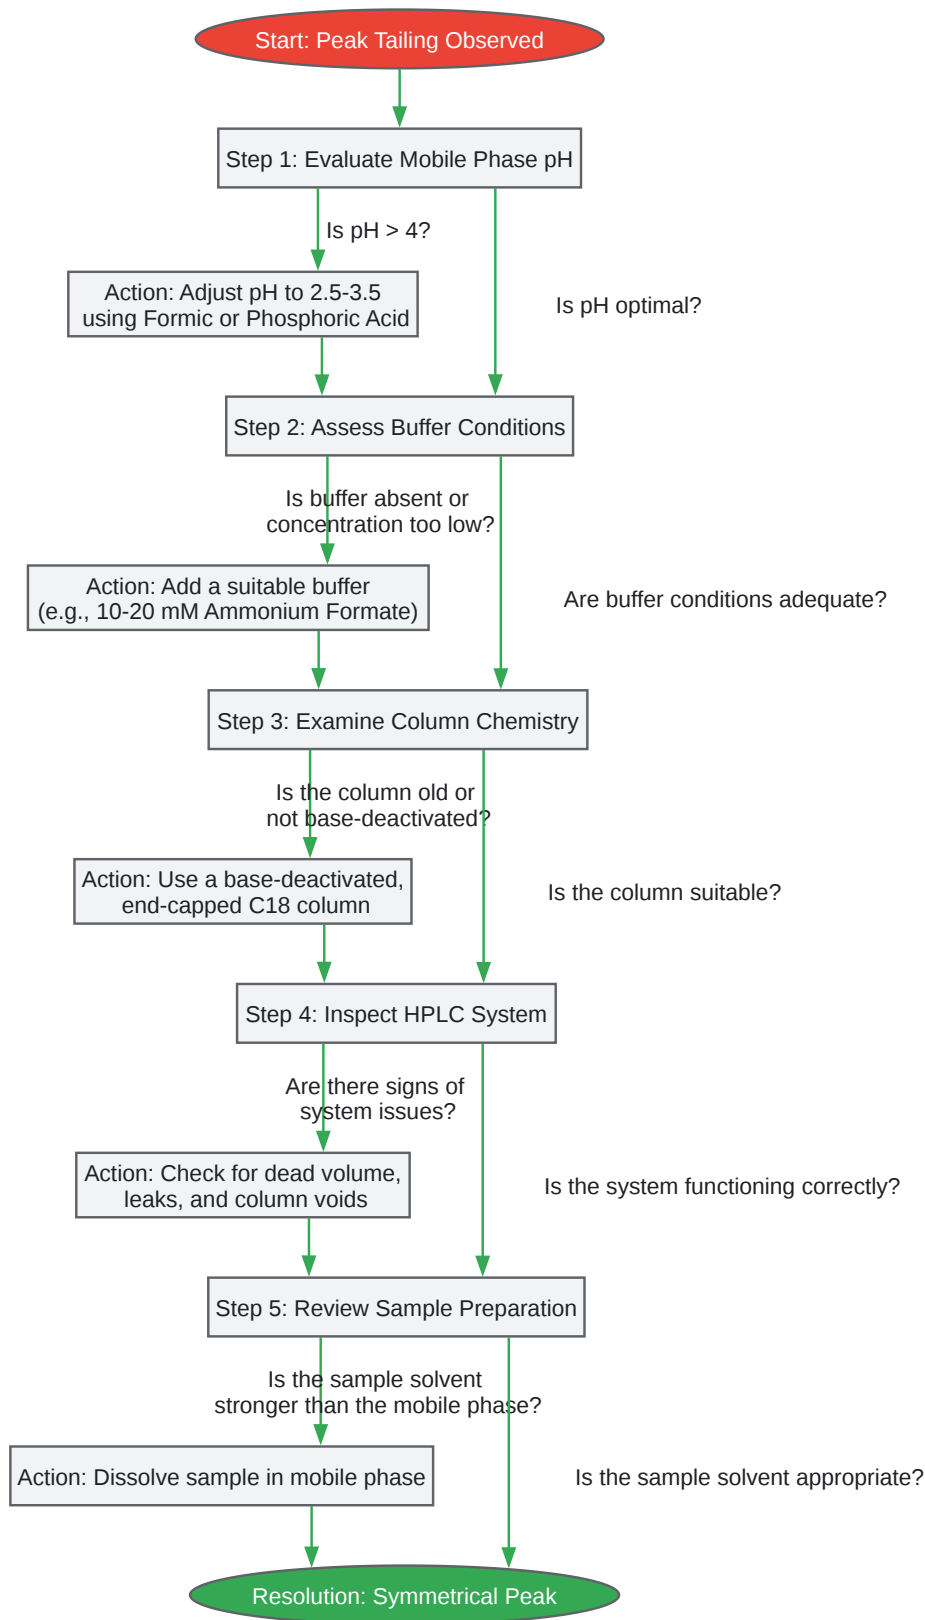 Start: Peak Tailing Observed
Step 1: Evaluate Mobile Phase pH
Is pH > 4?
Action: Adjust pH to 2.5-3.5
using Formic or Phosphoric Acid
Is pH optimal?
Step 2: Assess Buffer Conditions
Is buffer absent or
concentration too low?
Action: Add a suitable buffer
(e.g., 10-20 mM Ammonium Formate)
Are buffer conditions adequate?
Step 3: Examine Column Chemistry
Is the column old or
not base-deactivated?
Action: Use a base-deactivated,
end-capped C18 column
Is the column suitable?
Step 4: Inspect HPLC System
Are there signs of
system issues?
Action: Check for dead volume,
leaks, and column voids
Is the system functioning correctly?
Step 5: Review Sample Preparation
Is the sample solvent
stronger than the mobile phase?
Action: Dissolve sample in mobile phase
Is the sample solvent appropriate?
Resolution: Symmetrical Peak